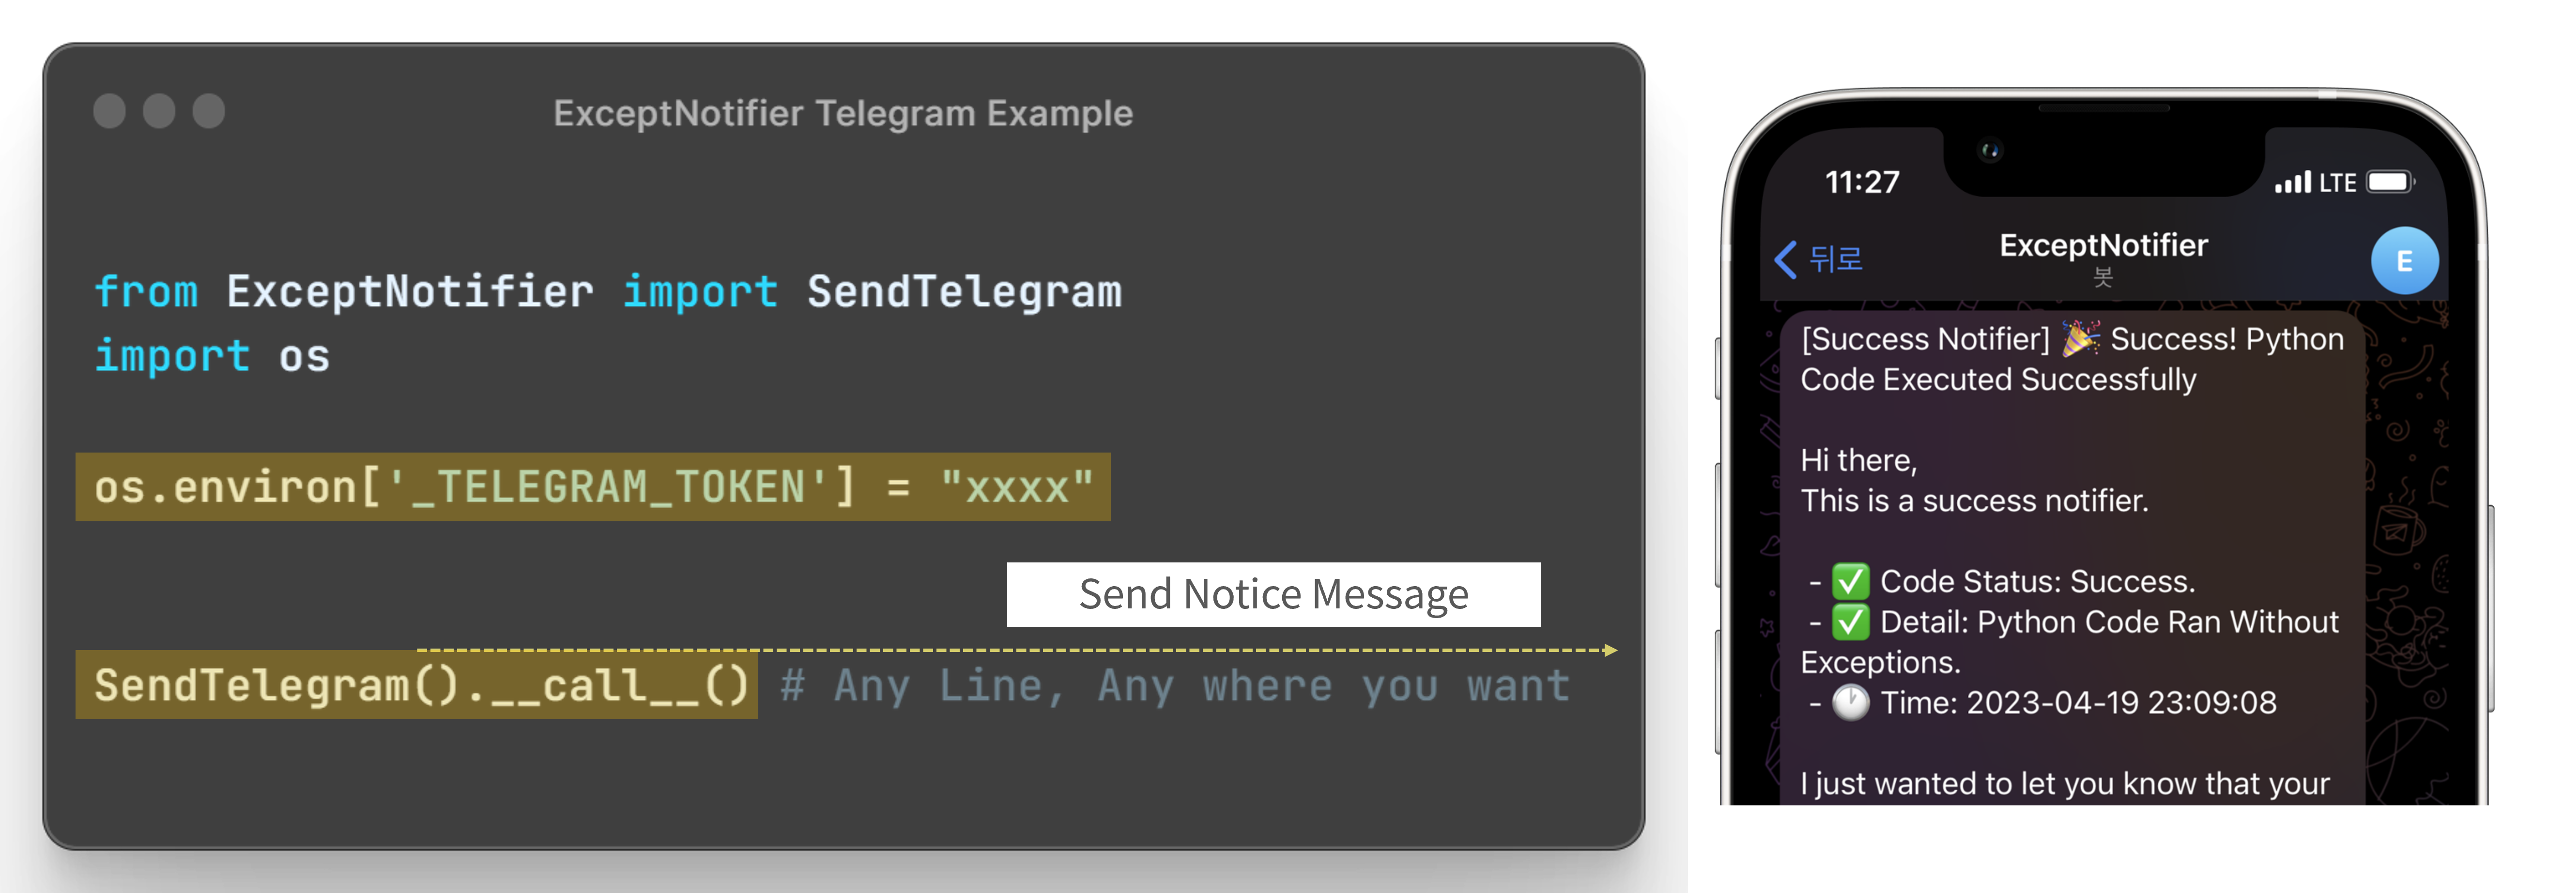 ExceptNotifier Telegram Example
from ExceptNotifier import SendTelegram
import os
os.environ['_TELEGRAM_TOKEN'] = "xxxx"
Send Notice Message
SendTelegram().__call__() # Any Line, Any where you want
11:27
LTE
뒤로
ExceptNotifier
봇
E
[Success Notifier] 🎉 Success! Python
Code Executed Successfully
Hi there,
This is a success notifier.
- ✅ Code Status: Success.
- ✅ Detail: Python Code Ran Without
Exceptions.
- 🕐 Time: 2023-04-19 23:09:08
I just wanted to let you know that your